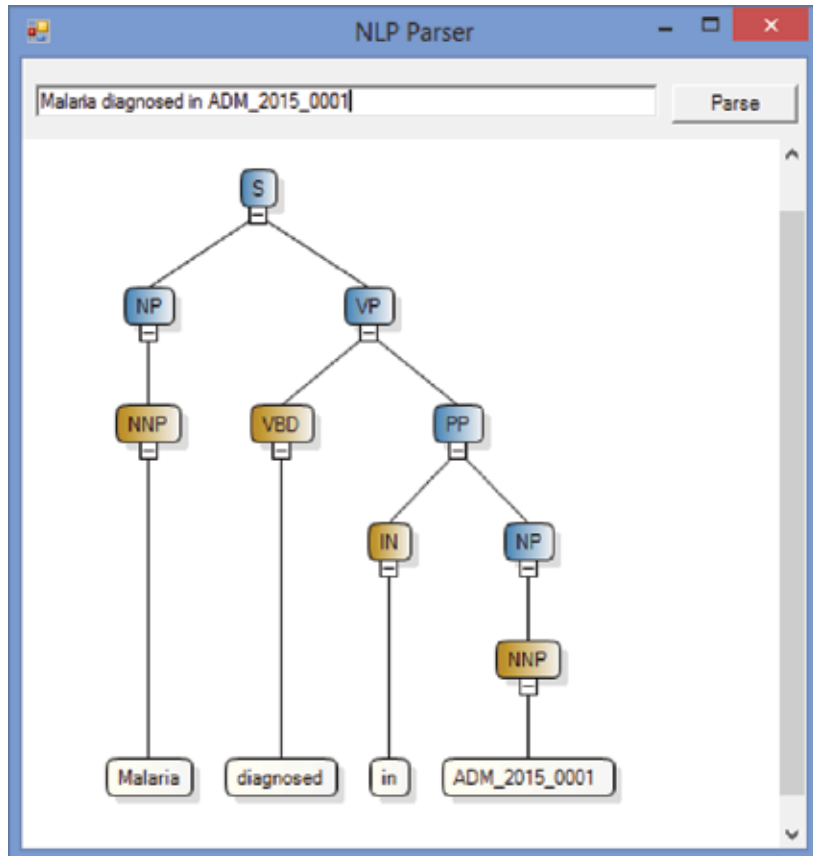 NLP Parser
Malaria diagnosed in ADM_2015_0001
Parse
S
NP VP
NNP VBD PP
IN NP
NNP
Malaria diagnosed in ADM_2015_0001